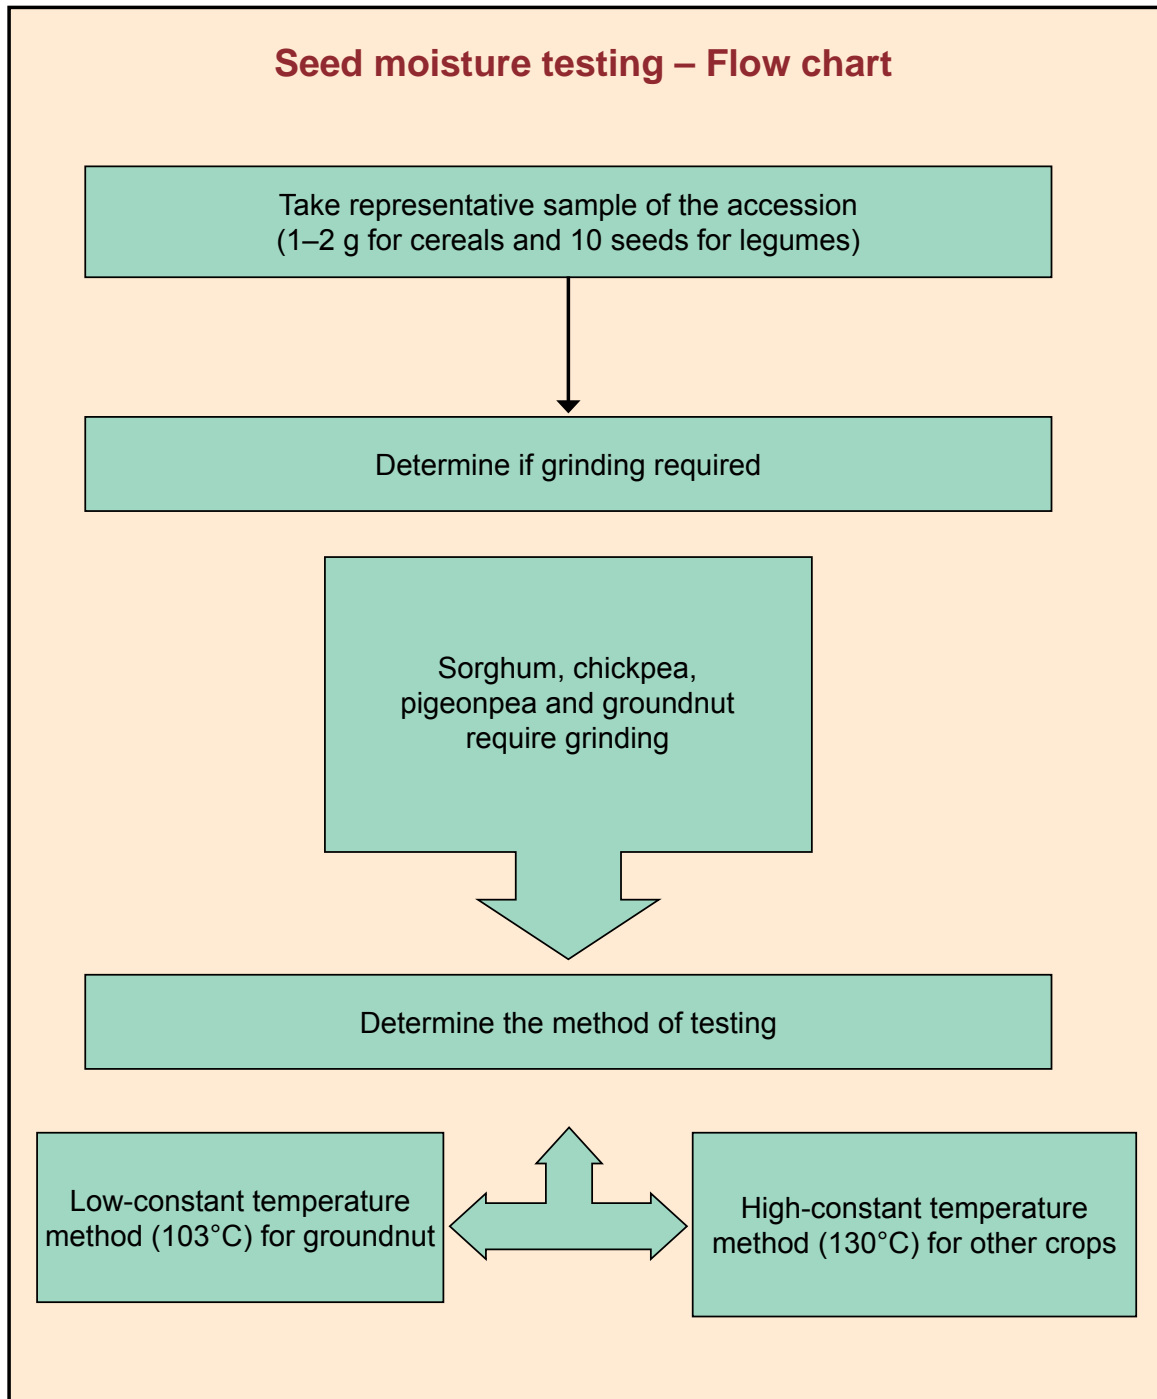 Seed moisture testing – Flow chart
Take representative sample of the accession
(1–2 g for cereals and 10 seeds for legumes)
Determine if grinding required
Sorghum, chickpea,
pigeonpea and groundnut
require grinding
Determine the method of testing
Low-constant temperature
method (103°C) for groundnut
High-constant temperature
method (130°C) for other crops